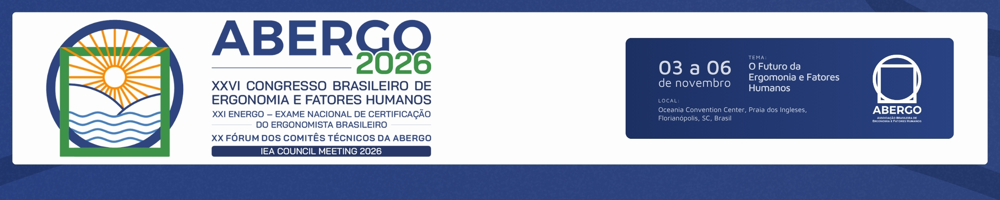 ABERGO
2026
XXVI CONGRESSO BRASILEIRO DE
ERGONOMIA E FATORES HUMANOS
XXI ENERGO – EXAME NACIONAL DE CERTIFICAÇÃO
DO ERGONOMISTA BRASILEIRO
XX FÓRUM DOS COMITÊS TÉCNICOS DA ABERGO
IEA COUNCIL MEETING 2026
03 a 06
de novembro
TEMA:
O Futuro da
Ergomonia e Fatores
Humanos
LOCAL:
Oceania Convention Center, Praia dos Ingleses,
Florianópolis, SC, Brasil
ABERGO
ASSOCIAÇÃO BRASILEIRA DE
ERGONOMIA E FATORES HUMANOS